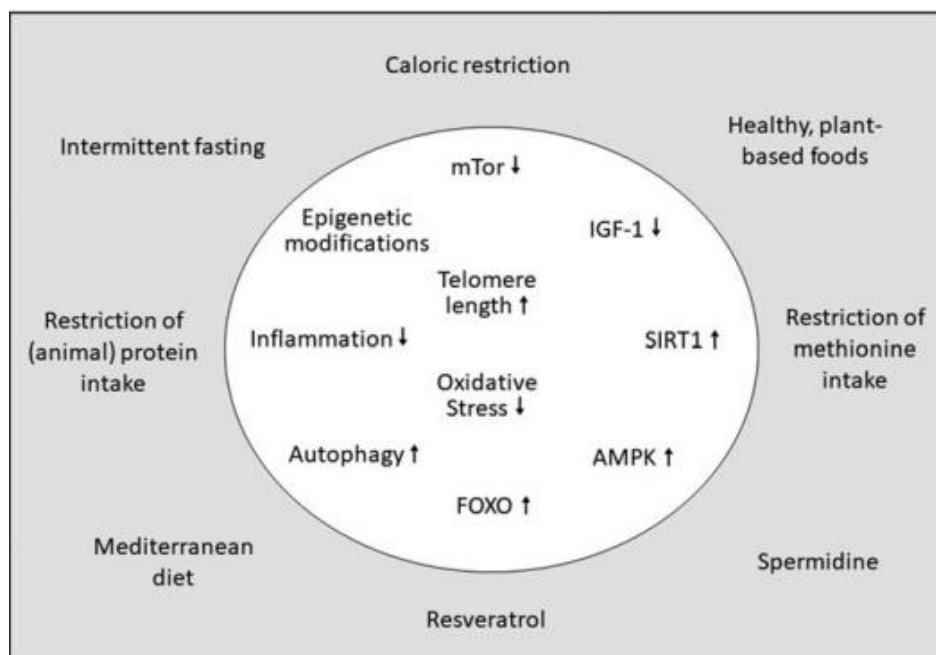 Caloric restriction
Intermittent fasting
Healthy, plant-
based foods
mTor ↓
Epigenetic
modifications
IGF-1 ↓
Telomere
length ↑
Restriction of
(animal) protein
intake
Inflammation ↓
SIRT1 ↑
Restriction of
methionine
intake
Oxidative
Stress ↓
Autophagy ↑
AMPK ↑
FOXO ↑
Mediterranean
diet
Spermidine
Resveratrol